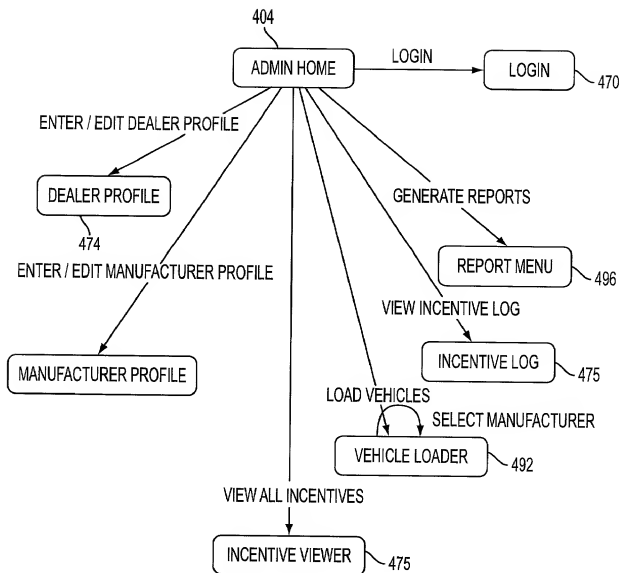 404
ADMIN HOME
LOGIN
LOGIN
470
ENTER / EDIT DEALER PROFILE
DEALER PROFILE
474
GENERATE REPORTS
REPORT MENU
496
ENTER / EDIT MANUFACTURER PROFILE
VIEW INCENTIVE LOG
MANUFACTURER PROFILE
INCENTIVE LOG
475
LOAD VEHICLES
SELECT MANUFACTURER
VEHICLE LOADER
492
VIEW ALL INCENTIVES
INCENTIVE VIEWER
475